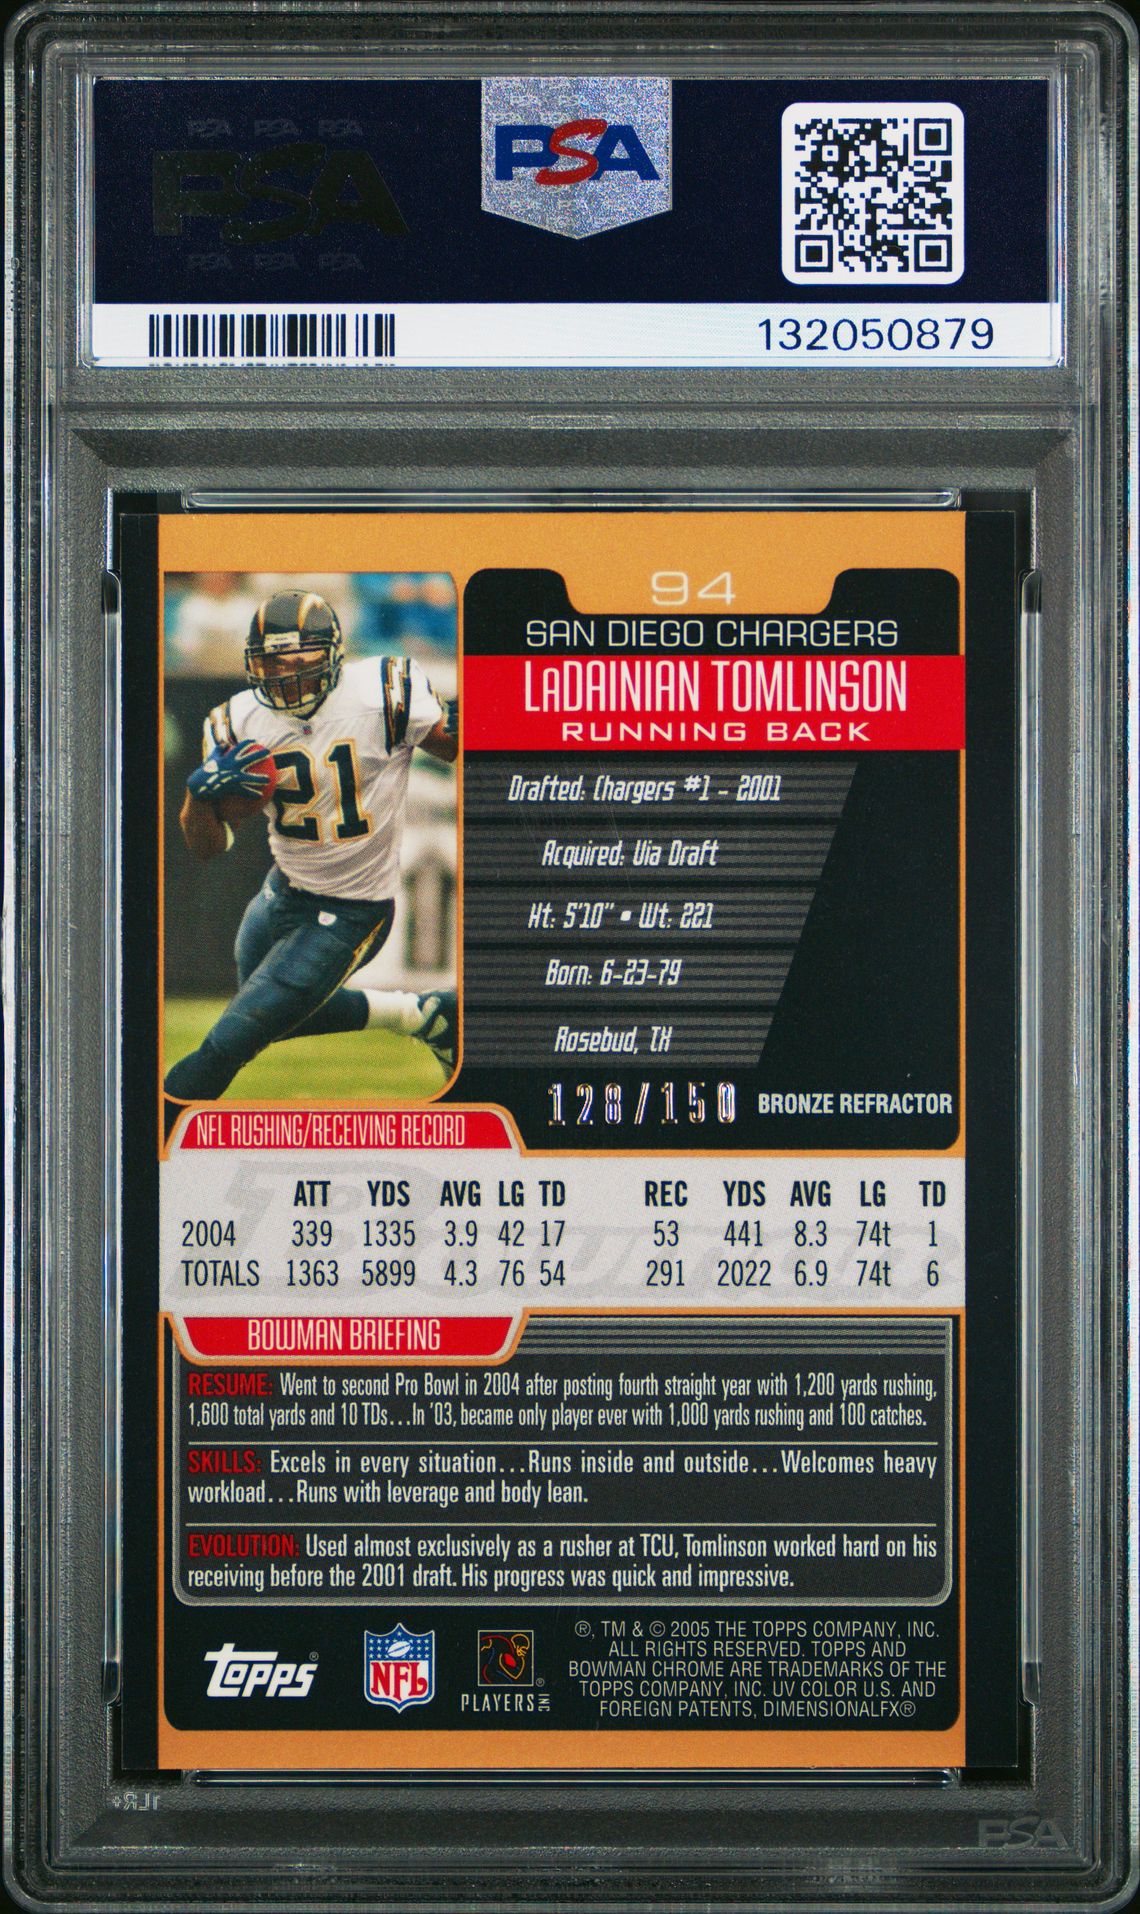 PSA PSA PSA
PSA
PSA PSA PSA
PSA
132050879
94
SAN DIEGO CHARGERS
LaDAINIAN TOMLINSON
RUNNING BACK
21
Drafted: Chargers #1 - 2001
Acquired: Via Draft
Ht: 5'10" • Wt: 221
Born: 6-23-79
Rosebud, TX
128/150 BRONZE REFRACTOR
NFL RUSHING/RECEIVING RECORD
ATT YDS AVG LG TD REC YDS AVG LG TD
2004 339 1335 3.9 42 17 53 441 8.3 74t 1
TOTALS 1363 5899 4.3 76 54 291 2022 6.9 74t 6
BOWMAN BRIEFING
RESUME: Went to second Pro Bowl in 2004 after posting fourth straight year with 1,200 yards rushing,
1,600 total yards and 10 TDs...In '03, became only player ever with 1,000 yards rushing and 100 catches.
SKILLS: Excels in every situation...Runs inside and outside...Welcomes heavy
workload...Runs with leverage and body lean.
EVOLUTION: Used almost exclusively as a rusher at TCU, Tomlinson worked hard on his
receiving before the 2001 draft. His progress was quick and impressive.
topps®
NFL
PLAYERS INC
®, TM & © 2005 THE TOPPS COMPANY, INC.
ALL RIGHTS RESERVED. TOPPS AND
BOWMAN CHROME ARE TRADEMARKS OF THE
TOPPS COMPANY, INC. UV COLOR U.S. AND
FOREIGN PATENTS, DIMENSIONALFX®
1LR+
PSA